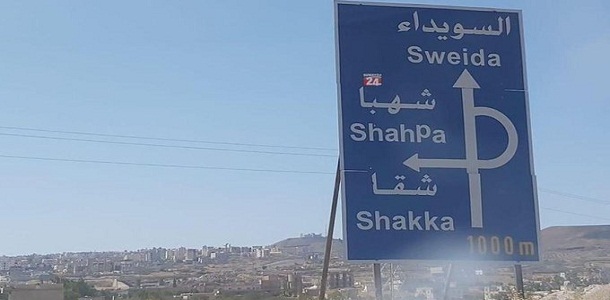 السويداء
Sweida
24
شهبا
Shahpa
شقا
Shakka
1000m